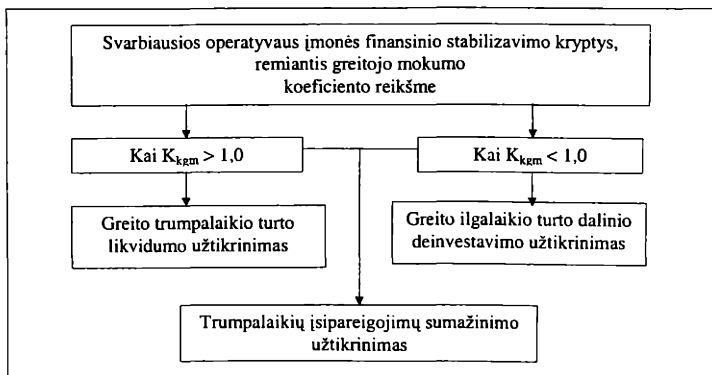 Svarbiausios operatyvaus įmonės finansinio stabilizavimo kryptys,
remiantis greitojo mokumo
koeficiento reikšme
Kai Kkgm > 1,0
Kai Kkgm < 1,0
Greito trumpalaikio turto
likvidumo užtikrinimas
Greito ilgalaikio turto dalinio
deinvestavimo užtikrinimas
Trumpalaikių įsipareigojimų sumažinimo
užtikrinimas